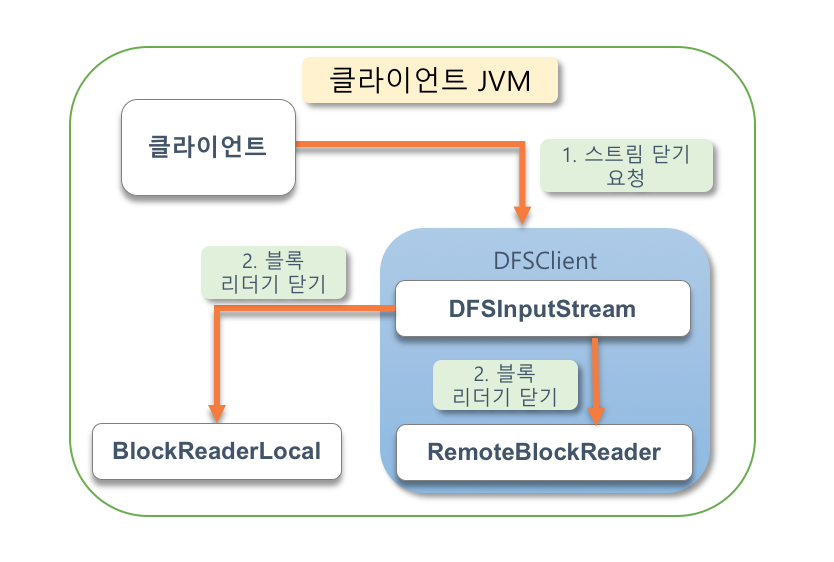 클라이언트 JVM
클라이언트
1. 스트림 닫기
요청
2. 블록
리더기 닫기
DFSClient
DFSInputStream
2. 블록
리더기 닫기
BlockReaderLocal
RemoteBlockReader